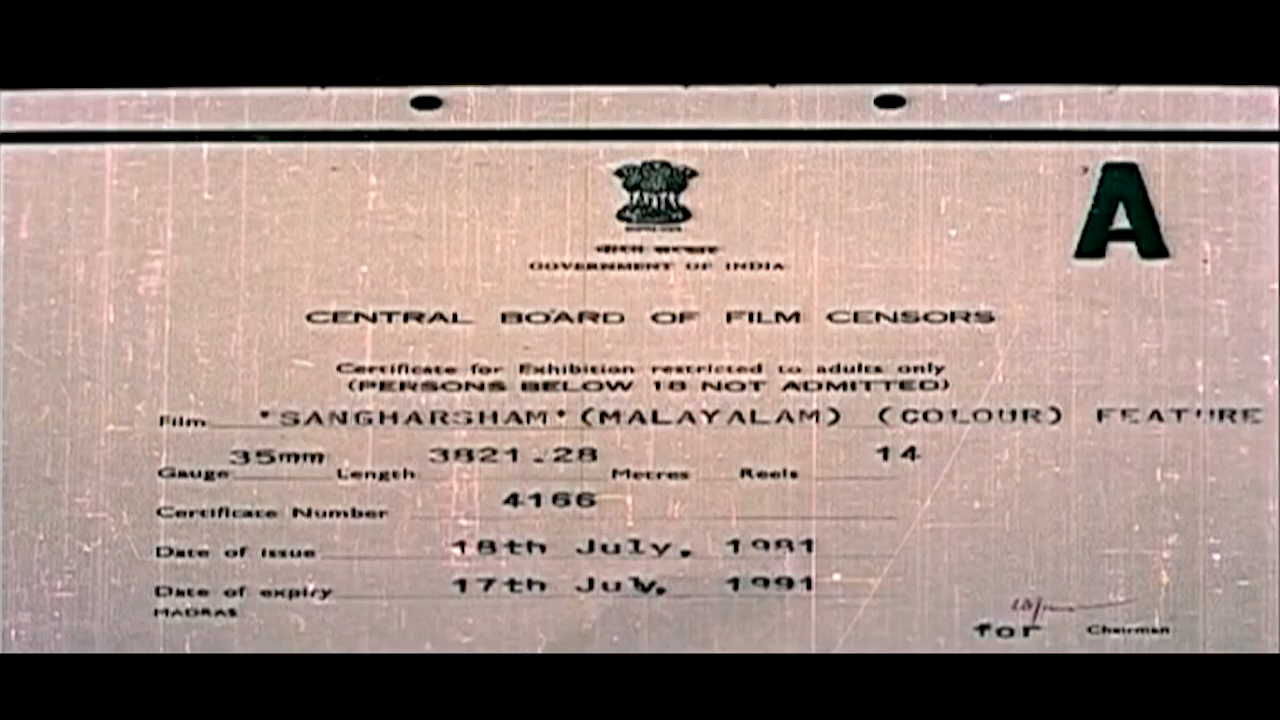 A
भारत सरकार
GOVERNMENT OF INDIA
CENTRAL BOARD OF FILM CENSORS
Certificate for Exhibition restricted to adults only
(PERSONS BELOW 18 NOT ADMITTED)
Film "SANGHARSHAM" (MALAYALAM) (COLOUR) FEATURE
Gauge 35mm Length 3821.28 Metres Reels 14
Certificate Number 4166
Date of issue 18th July, 1981
Date of expiry 17th July, 1991
MADRAS
for Chairman